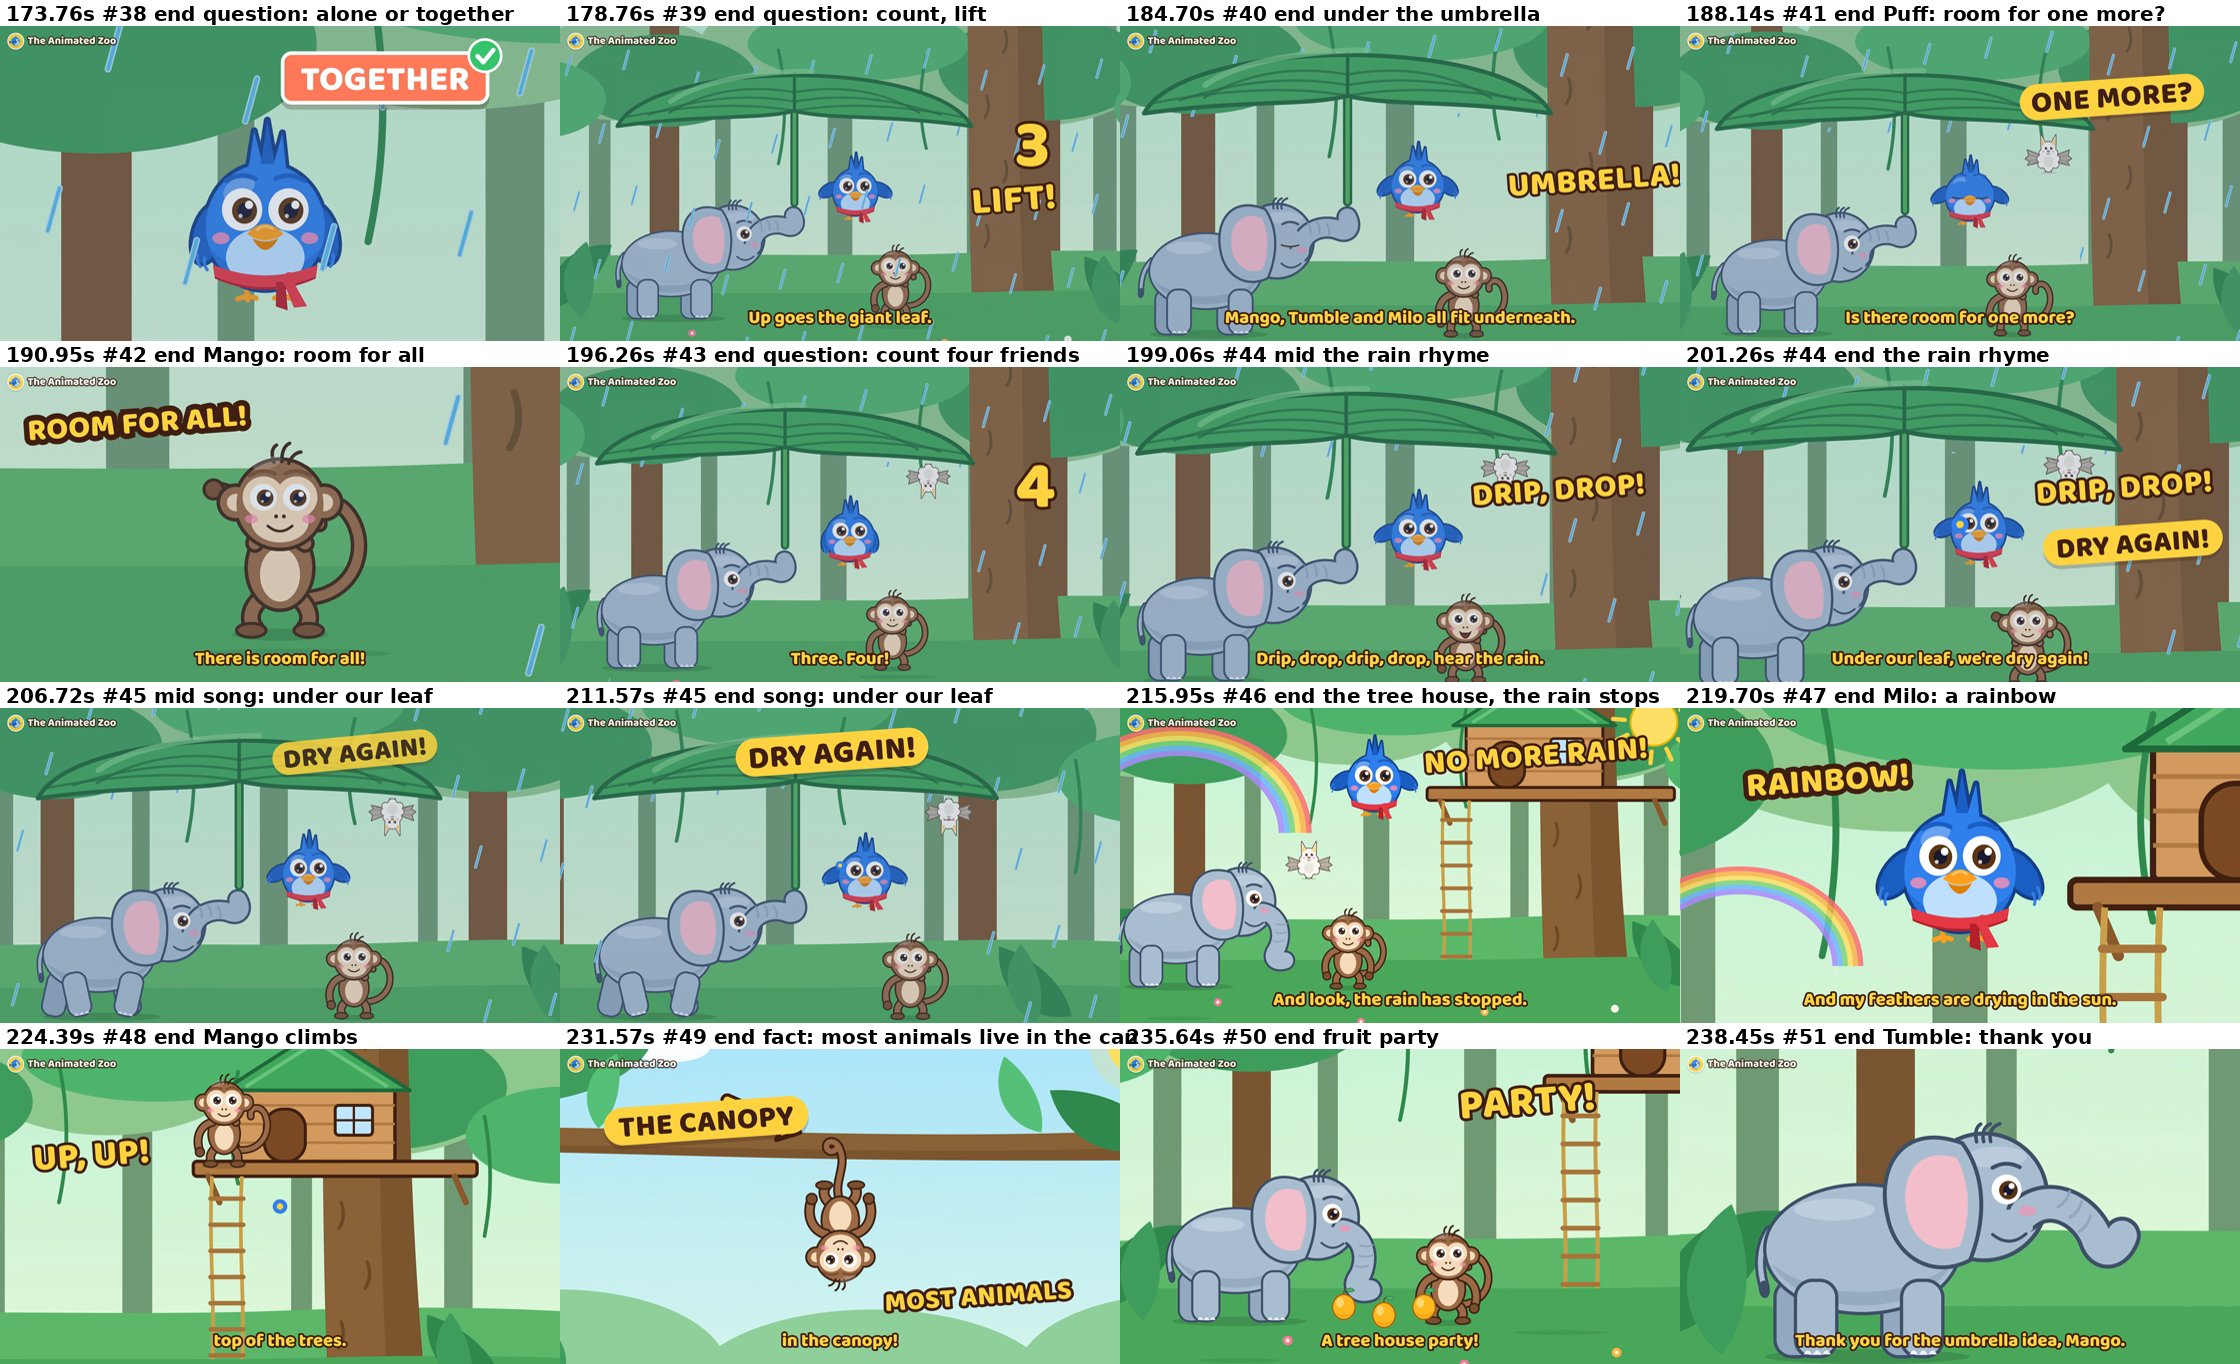 173.76s #38 end question: alone or together
The Animated Zoo
TOGETHER
178.76s #39 end question: count, lift
The Animated Zoo
3
LIFT!
Up goes the giant leaf.
184.70s #40 end under the umbrella
The Animated Zoo
UMBRELLA!
Mango, Tumble and Milo all fit underneath.
188.14s #41 end Puff: room for one more?
The Animated Zoo
ONE MORE?
Is there room for one more?
190.95s #42 end Mango: room for all
The Animated Zoo
ROOM FOR ALL!
There is room for all!
196.26s #43 end question: count four friends
The Animated Zoo
4
Three. Four!
199.06s #44 mid the rain rhyme
The Animated Zoo
DRIP, DROP!
Drip, drop, drip, drop, hear the rain.
201.26s #44 end the rain rhyme
The Animated Zoo
DRIP, DROP!
DRY AGAIN!
Under our leaf, we're dry again!
206.72s #45 mid song: under our leaf
The Animated Zoo
DRY AGAIN!
211.57s #45 end song: under our leaf
The Animated Zoo
DRY AGAIN!
215.95s #46 end the tree house, the rain stops
The Animated Zoo
NO MORE RAIN!
And look, the rain has stopped.
219.70s #47 end Milo: a rainbow
The Animated Zoo
RAINBOW!
And my feathers are drying in the sun.
224.39s #48 end Mango climbs
The Animated Zoo
UP, UP!
top of the trees.
231.57s #49 end fact: most animals live in the
The Animated Zoo
THE CANOPY
MOST ANIMALS
in the canopy!
235.64s #50 end fruit party
The Animated Zoo
PARTY!
A tree house party!
238.45s #51 end Tumble: thank you
The Animated Zoo
Thank you for the umbrella idea, Mango.